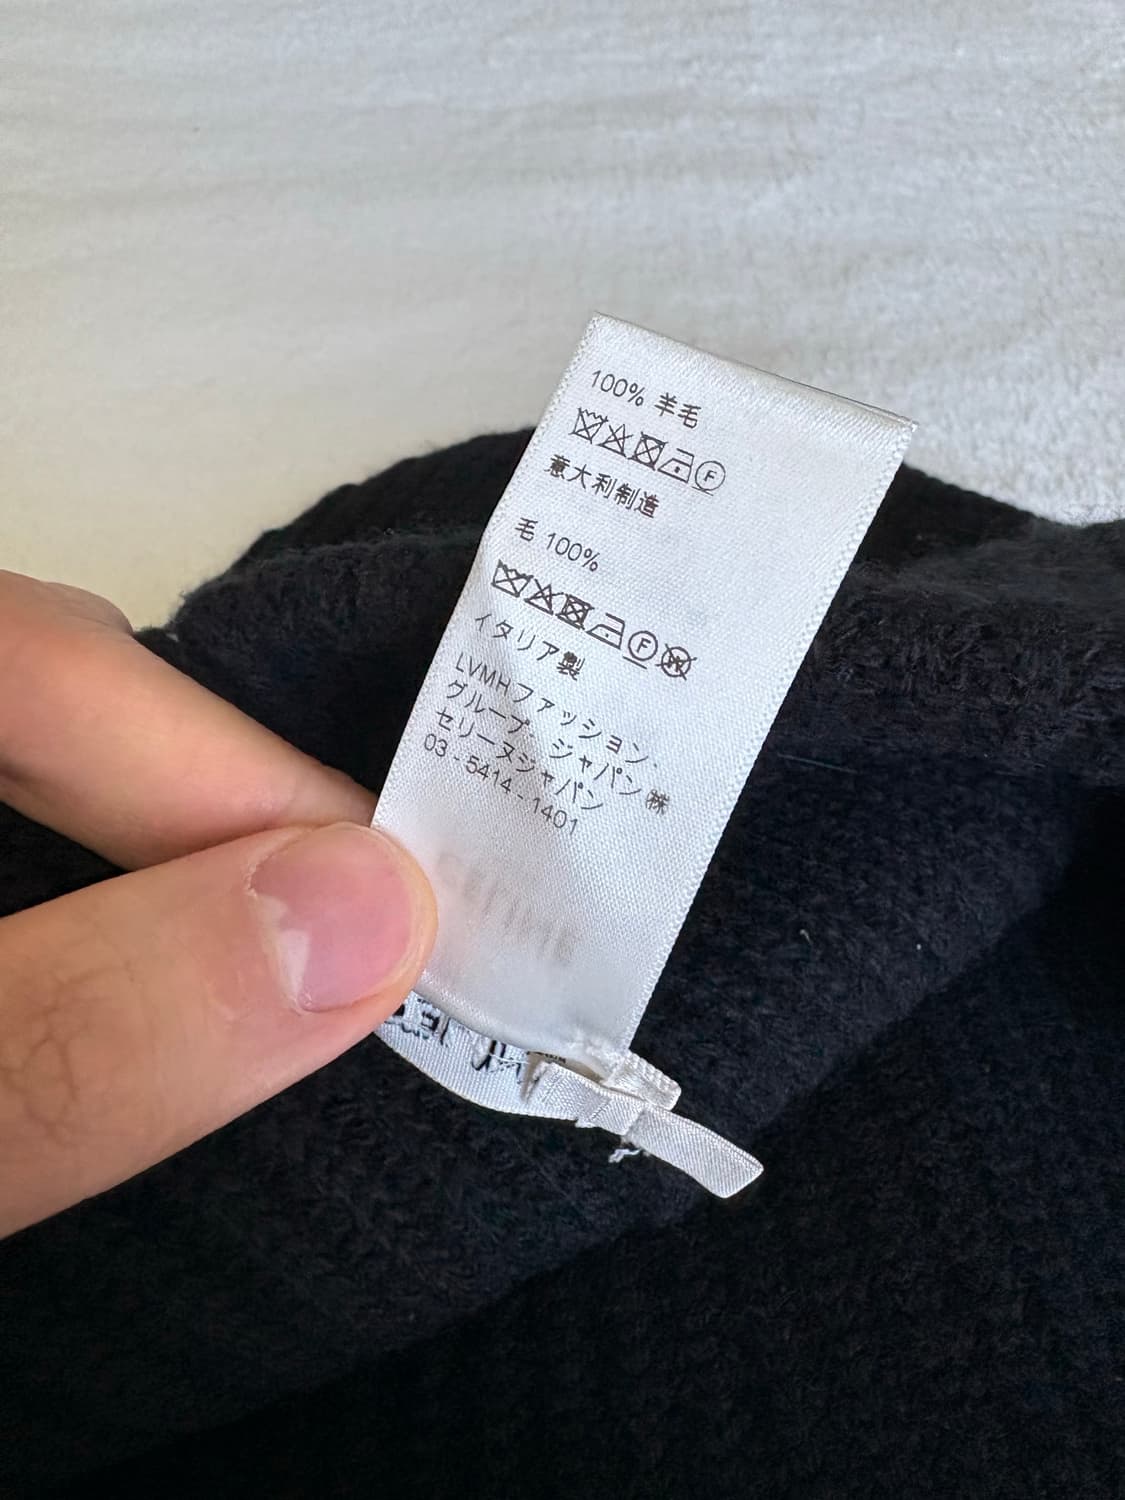 100% 羊毛
F
意大利制造
毛 100%
F W
イタリア製
LVMHファッション・
グループ・ジャパン㈱
セリーヌジャパン
03 - 5414 - 1401